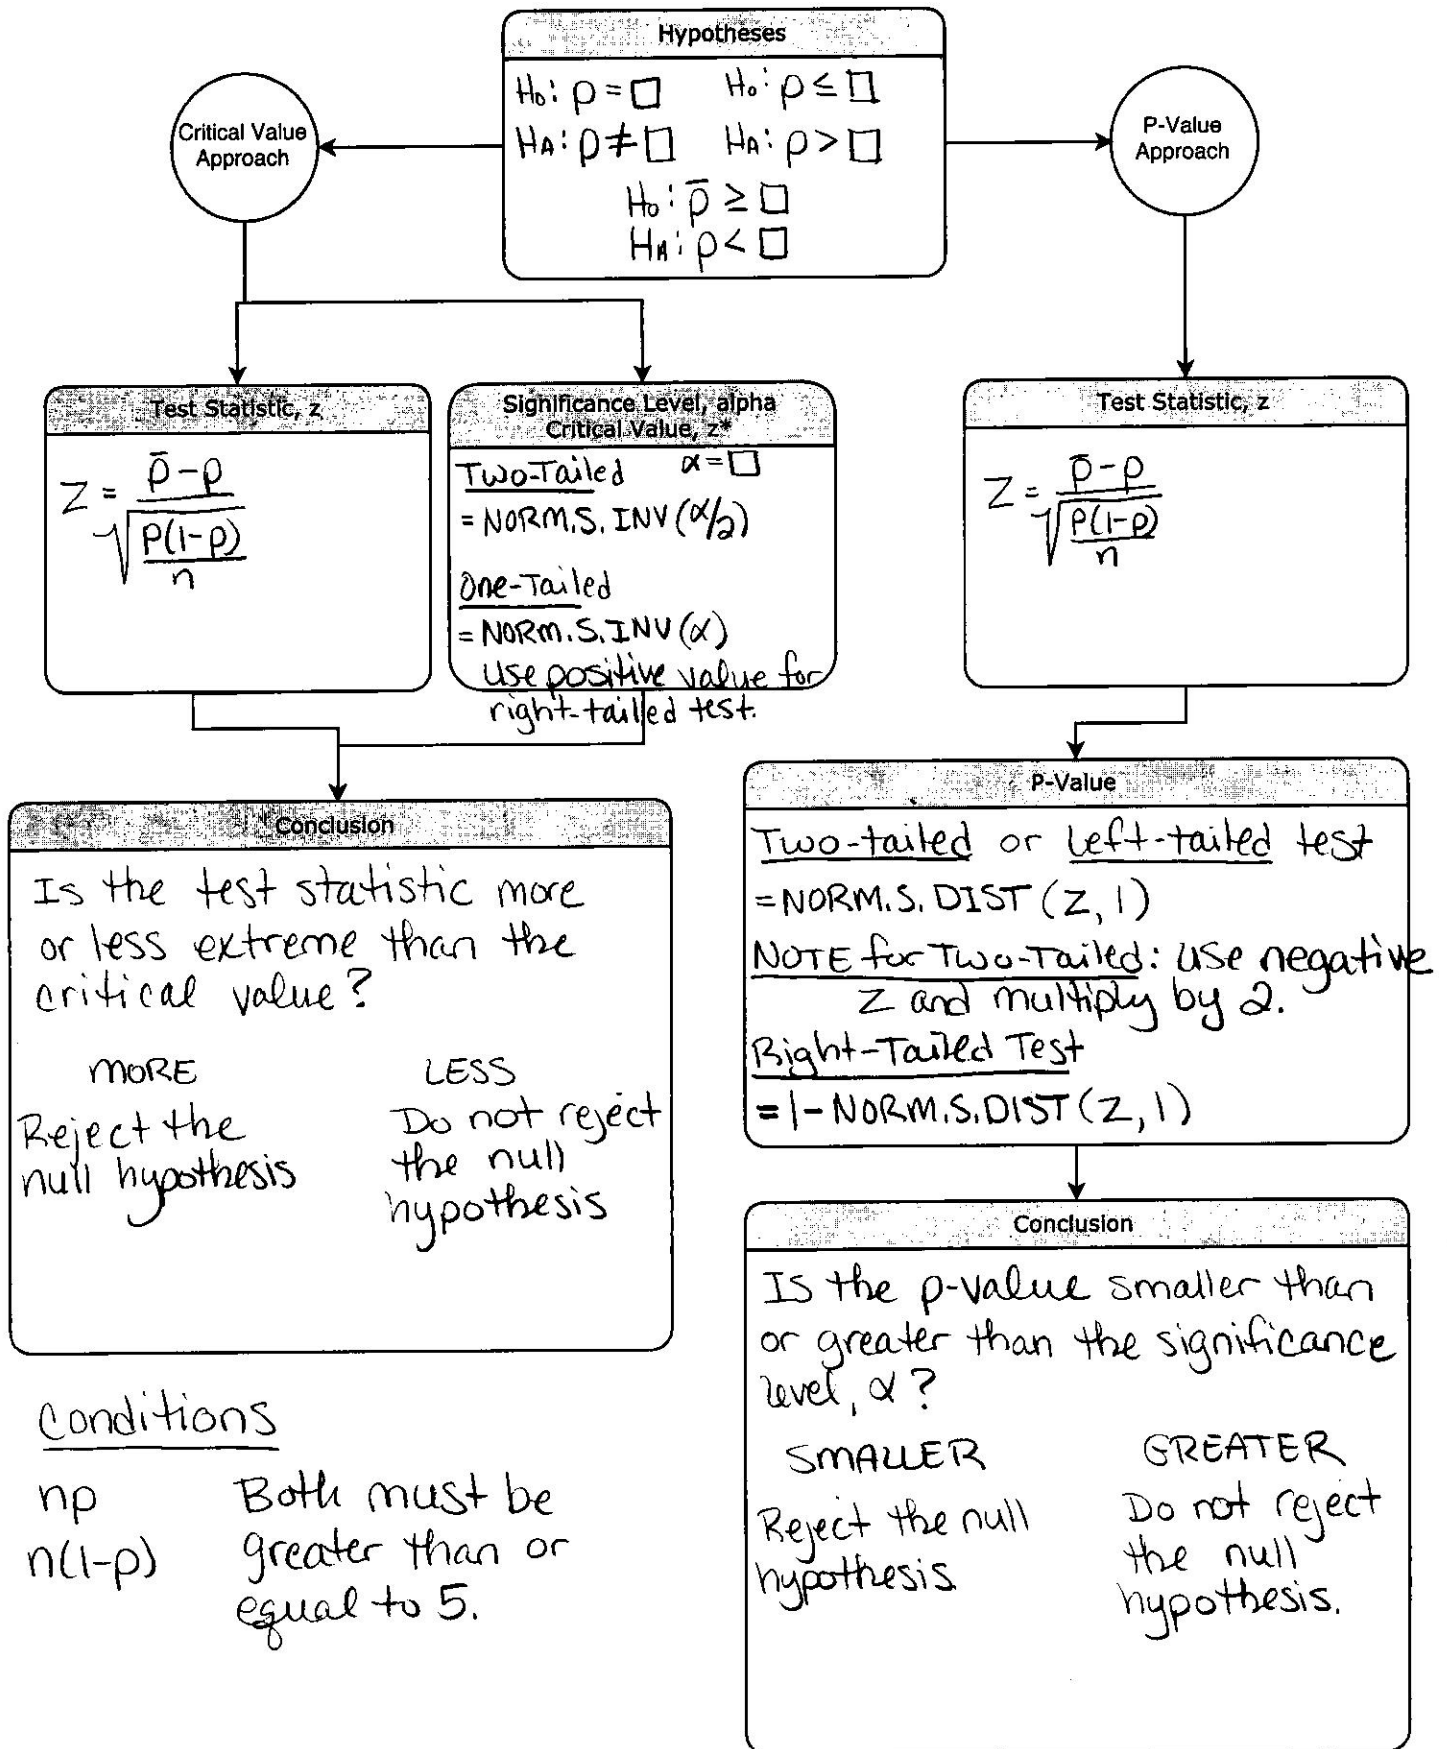 Hypotheses
H₀: p = □ H₀: p ≤ □
Hᴀ: p ≠ □ Hᴀ: p > □
H₀: p̄ ≥ □
Hᴀ: p < □
Critical Value
Approach
P-Value
Approach
Test Statistic, z
z = (p̄ - p) / √(p(1-p)/n)
Significance Level, alpha
Critical Value, z*
Two-Tailed α = □
= NORM.S.INV(α/2)
One-Tailed
= NORM.S.INV(α)
use positive value for
right-tailed test.
Test Statistic, z
z = (p̄ - p) / √(p(1-p)/n)
Conclusion
Is the test statistic more
or less extreme than the
critical value?
MORE LESS
Reject the Do not reject
null hypothesis the null
hypothesis
P-Value
Two-tailed or Left-tailed test
= NORM.S.DIST(z, 1)
NOTE for Two-Tailed: use negative
z and multiply by 2.
Right-Tailed Test
= 1 - NORM.S.DIST(z, 1)
Conclusion
Is the p-value smaller than
or greater than the significance
level, α?
SMALLER GREATER
Reject the null Do not reject
hypothesis the null
hypothesis.
Conditions
np Both must be
n(1-p) greater than or
equal to 5.